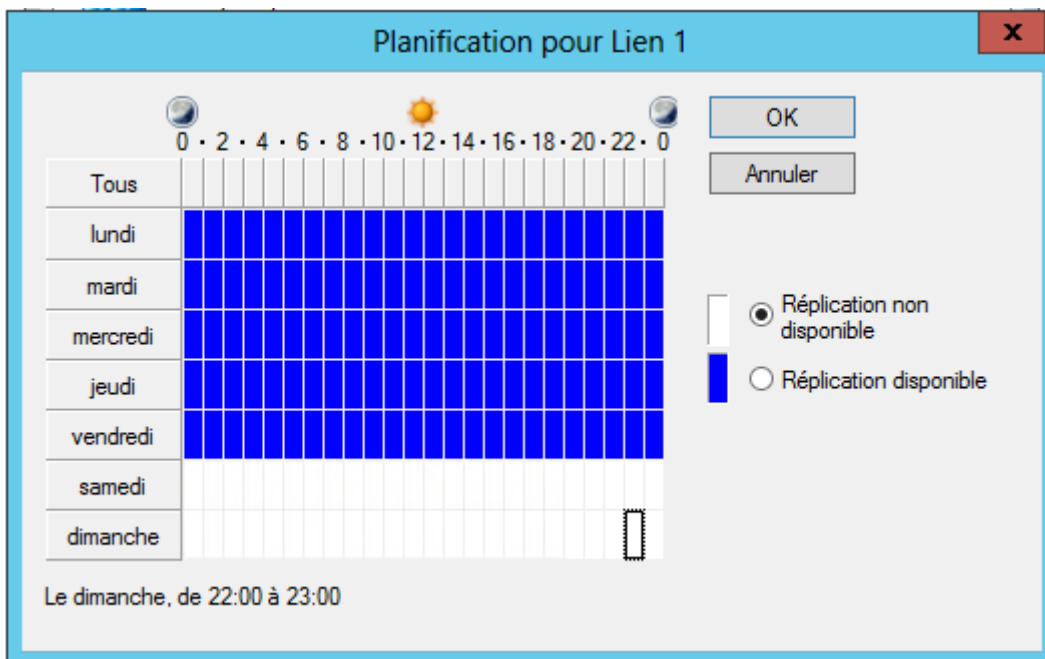 Planification pour Lien 1
x
0 · 2 · 4 · 6 · 8 · 10 · 12 · 14 · 16 · 18 · 20 · 22 · 0
OK
Annuler
Tous
lundi
mardi
mercredi
jeudi
vendredi
samedi
dimanche
Réplication non
disponible
Réplication disponible
Le dimanche, de 22:00 à 23:00